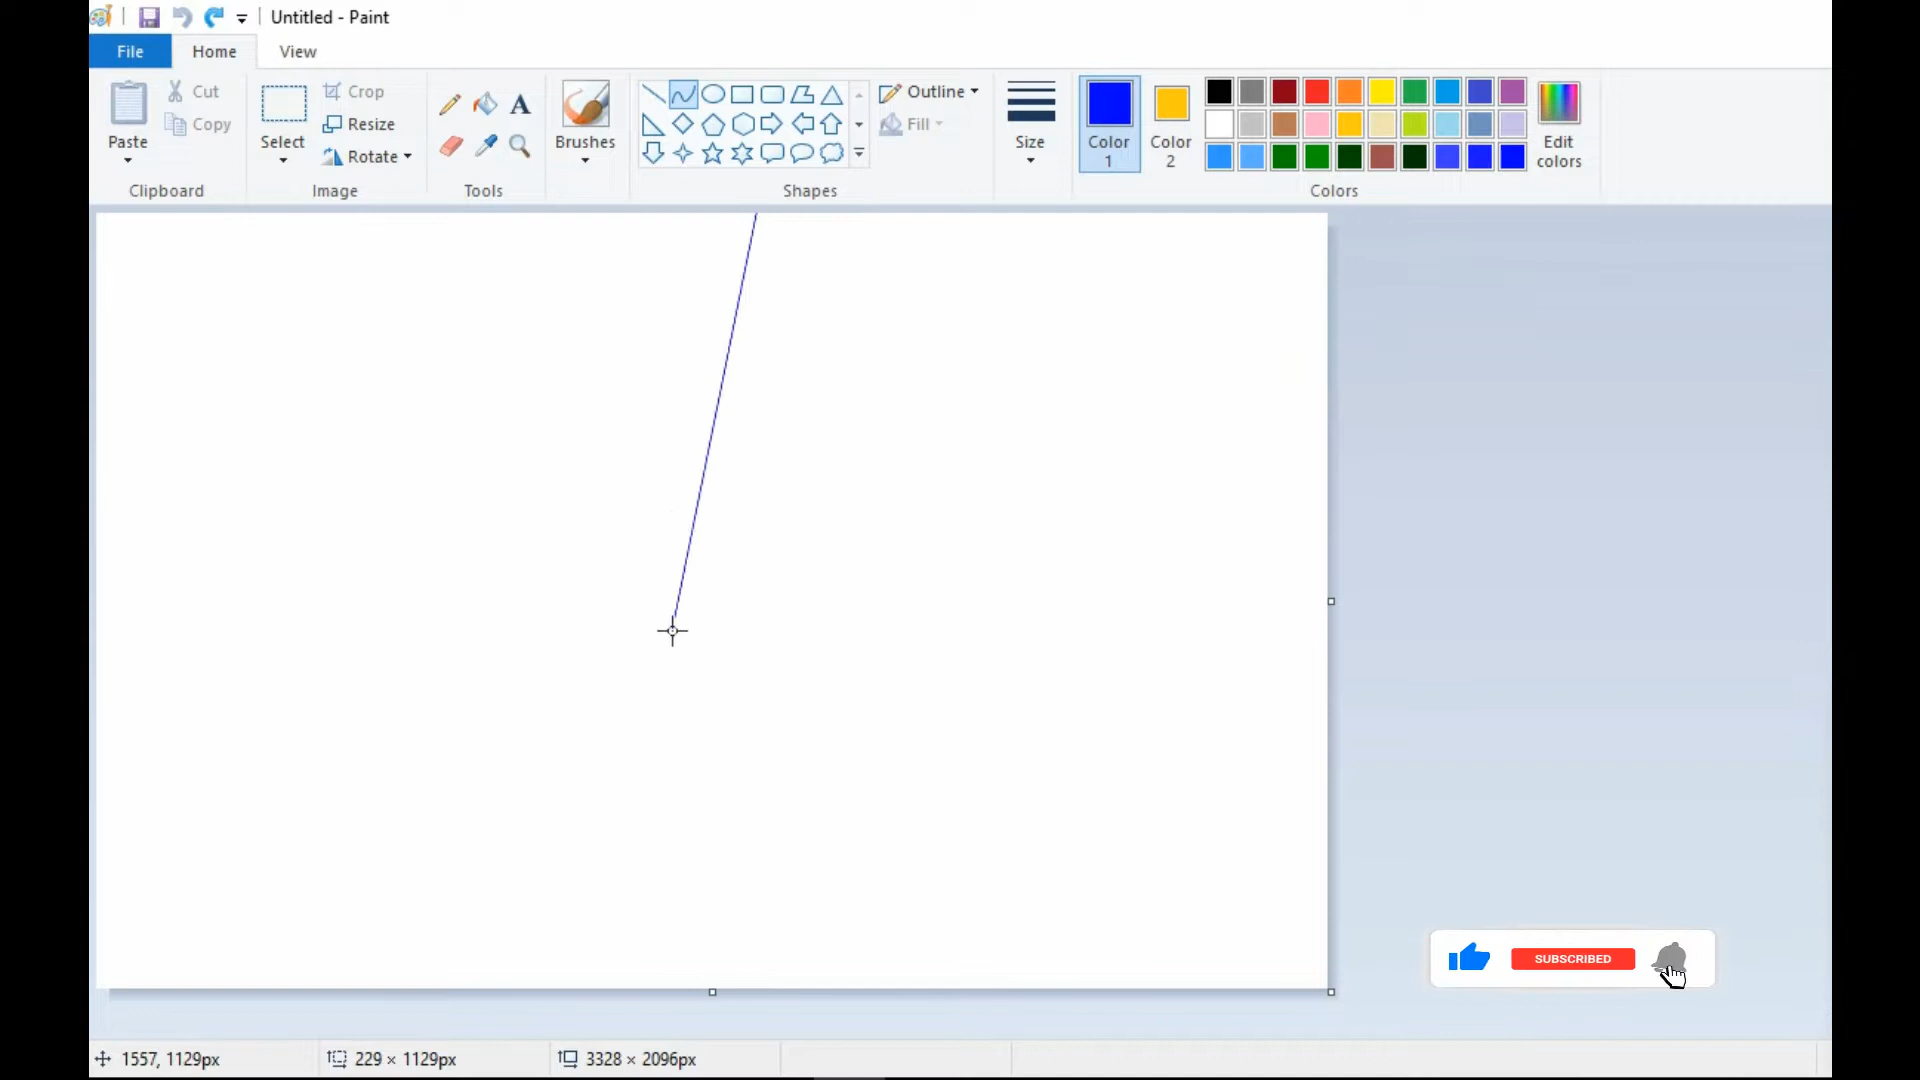 Untitled - Paint
File Home View
Paste Cut Copy Clipboard
Select Crop Resize Rotate Image
Tools
Brushes
Outline Fill Shapes
Size
Color 1 Color 2 Edit colors Colors
SUBSCRIBED
1557, 1129px 229 × 1129px 3328 × 2096px